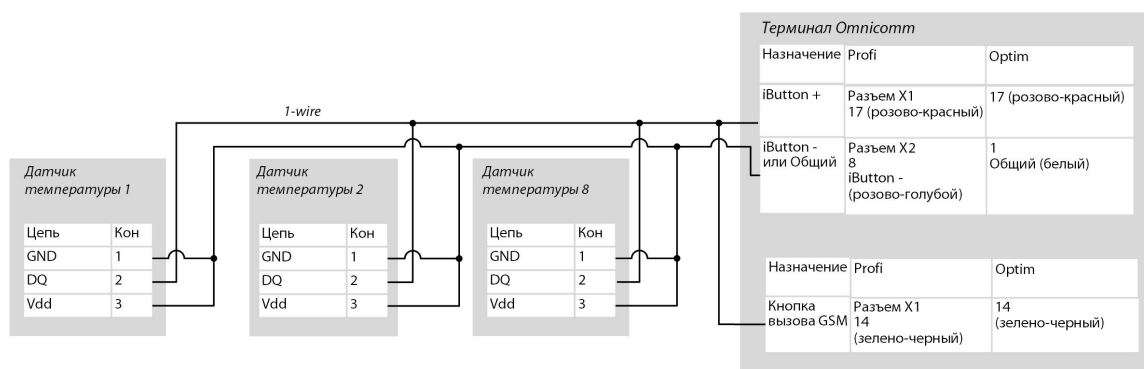 Терминал Omnicomm
Назначение Profi Optim
iButton + Разъем X1 17 (розово-красный)
17 (розово-красный)
iButton - Разъем X2 1
или Общий 8 Общий (белый)
iButton -
(розово-голубой)
1-wire
Датчик
температуры 1
Цепь Кон
GND 1
DQ 2
Vdd 3
Датчик
температуры 2
Цепь Кон
GND 1
DQ 2
Vdd 3
Датчик
температуры 8
Цепь Кон
GND 1
DQ 2
Vdd 3
Назначение Profi Optim
Кнопка Разъем X1 14
вызова GSM 14 (зелено-черный)
(зелено-черный)